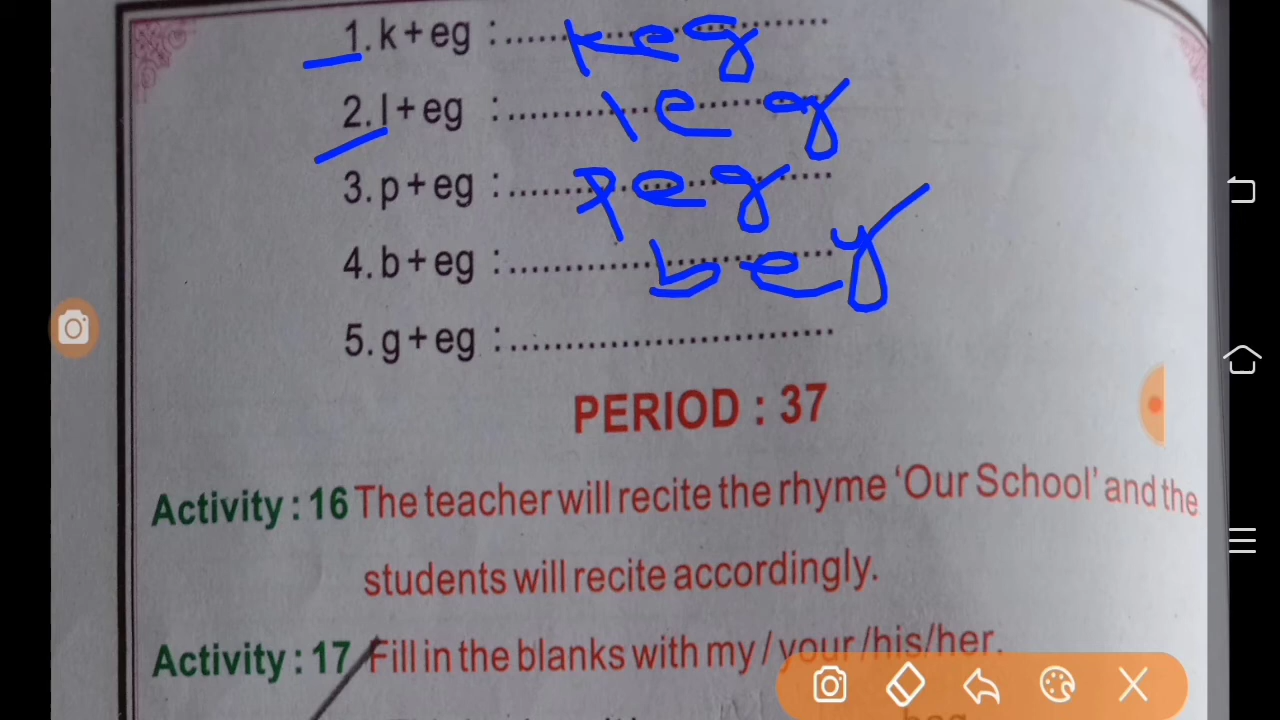 1. k+eg :.................... keg
2. l+eg :.................... leg
3. p+eg :.................... peg
4. b+eg :.................... beg
5. g+eg :....................
PERIOD : 37
Activity : 16 The teacher will recite the rhyme ‘Our School’ and the
students will recite accordingly.
Activity : 17 Fill in the blanks with my / your /his/her.